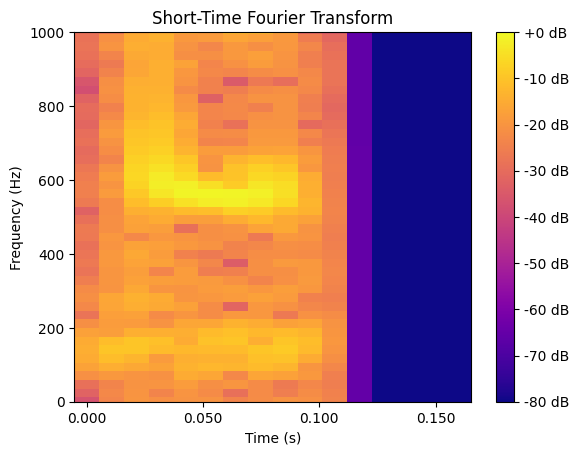 Short-Time Fourier Transform
Frequency (Hz)
1000
800
600
400
200
0
0.000
0.050
0.100
0.150
Time (s)
+0 dB
-10 dB
-20 dB
-30 dB
-40 dB
-50 dB
-60 dB
-70 dB
-80 dB